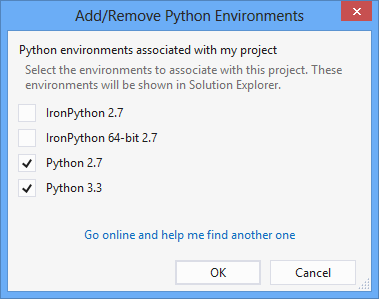 Add/Remove Python Environments
Python environments associated with my project
Select the environments to associate with this project. These
environments will be shown in Solution Explorer.
IronPython 2.7
IronPython 64-bit 2.7
Python 2.7
Python 3.3
Go online and help me find another one
OK
Cancel